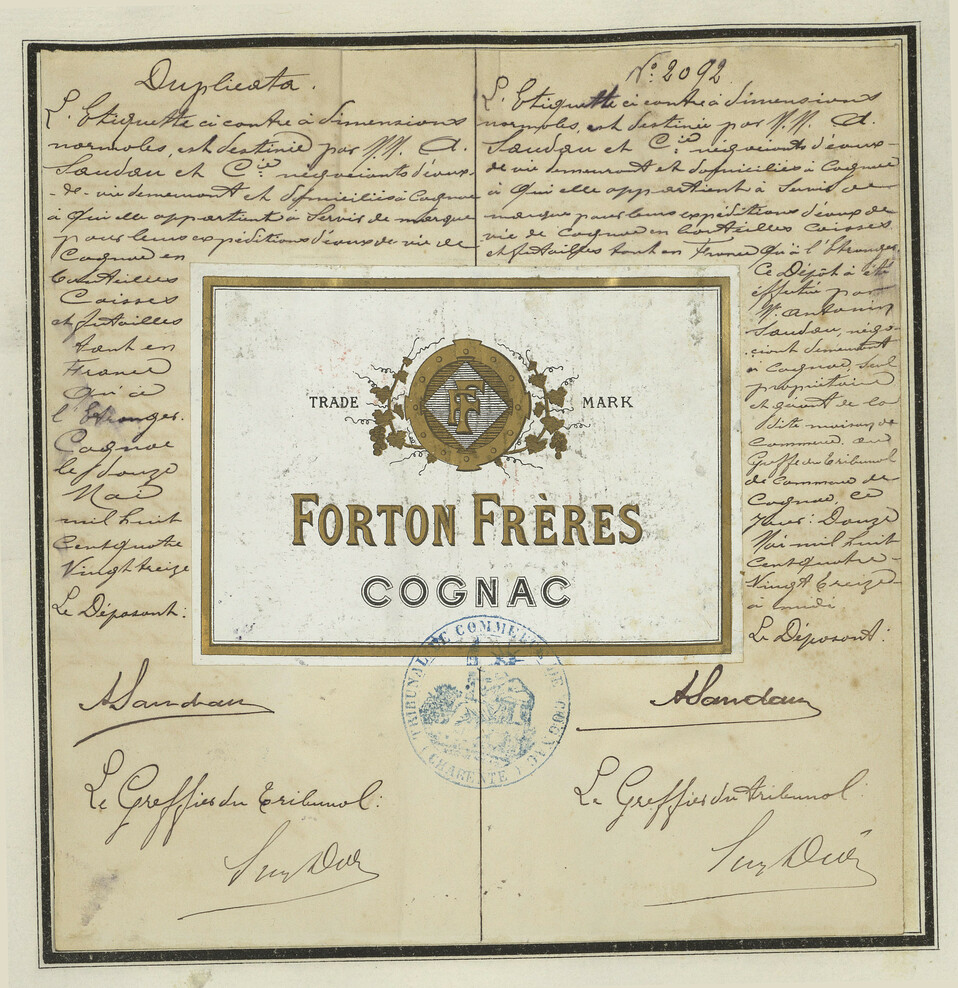 Duplicata.
L'Etiquette ci contre à dimensions
normales, est destinée par M.M. A.
Saudau et Cie négociants d'eaux-
-de-vie demeurant et domiciliés à Cognac
à qui elle appartient à Servir de marque
pour leurs expéditions d'eaux de vie de
Cognac en
bouteilles
Caisses
et futailles
tant en
France
qu'à
l'Etranger.
Cognac
le douze
Mai
mil huit
cent quatre
Vingt treize
Le Déposant:
ASaudau
Le Greffier du Tribunal:
No: 2092
L'Etiquette ci contre à dimensions
normales, est destinée par M.M. A.
Saudau et Cie négociants d'eaux-
de vie demeurant et domiciliés à Cognac
à qui elle appartient à Servir de
marque pour leurs expéditions d'eaux de
vie de Cognac en bouteilles Caisses
et futailles tant en France qu'à l'Etranger.
Ce Dépôt à été
effectué par
M. Antonin
Saudau, négo-
ciant demeurant
à Cognac, seul
propriétaire
et gérant de la
dite maison de
Commerce, au
Greffe du Tribunal
de Commerce de
Cognac, ce
Jour: Douze
Mai mil huit
cent quatre-
Vingt treize-
à midi
Le Déposant:
ASaudau
Le Greffier du tribunal:
TRADE MARK
FF
FORTON FRÈRES
COGNAC
TRIBUNAL DE COMMERCE DE COGNAC
(CHARENTE)